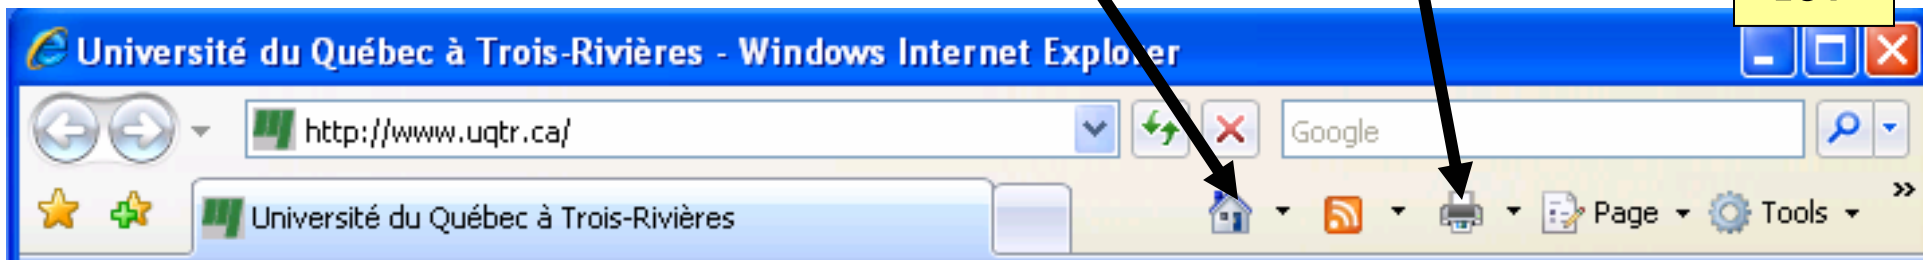 Université du Québec à Trois-Rivières - Windows Internet Explorer
http://www.uqtr.ca/
Google
Université du Québec à Trois-Rivières
Page
Tools